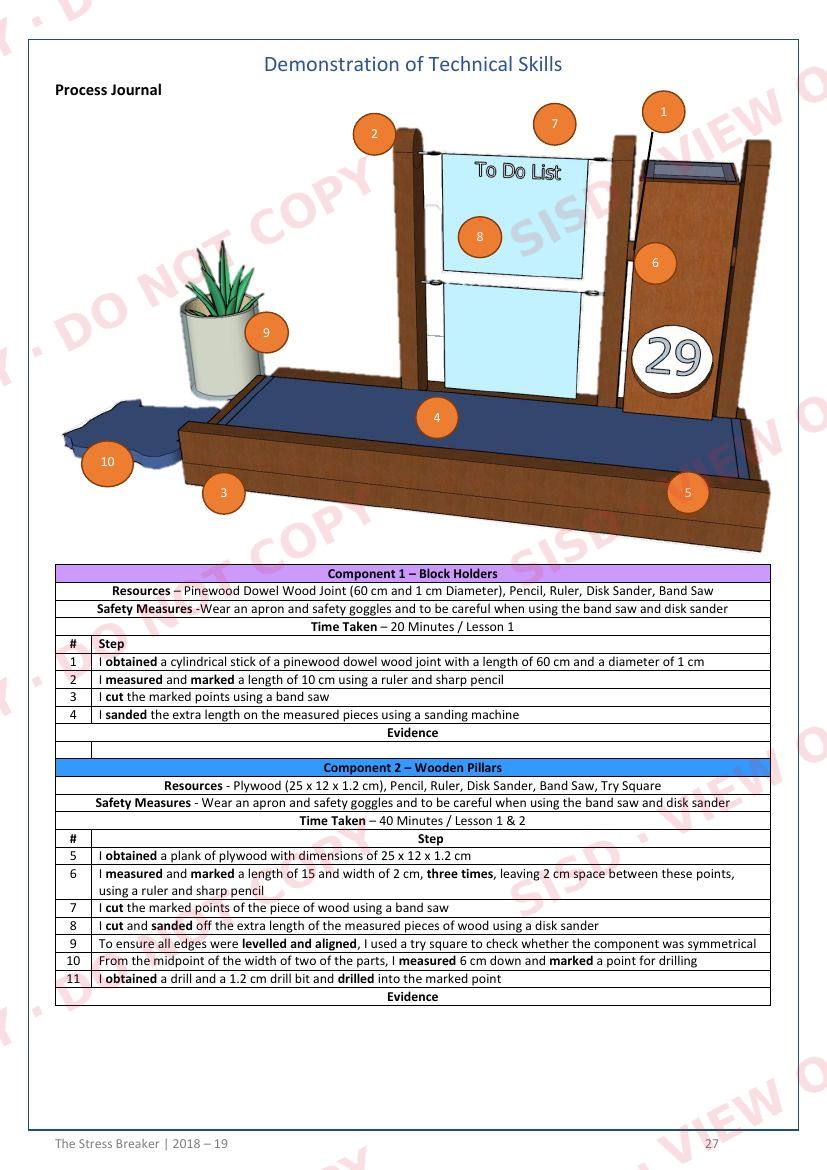 Demonstration of Technical Skills
Process Journal
1
7
2
To Do List
8
6
9
29
4
10
3
5
Component 1 – Block Holders
Resources – Pinewood Dowel Wood Joint (60 cm and 1 cm Diameter), Pencil, Ruler, Disk Sander, Band Saw
Safety Measures -Wear an apron and safety goggles and to be careful when using the band saw and disk sander
Time Taken – 20 Minutes / Lesson 1
# Step
1 I obtained a cylindrical stick of a pinewood dowel wood joint with a length of 60 cm and a diameter of 1 cm
2 I measured and marked a length of 10 cm using a ruler and sharp pencil
3 I cut the marked points using a band saw
4 I sanded the extra length on the measured pieces using a sanding machine
Evidence
Component 2 – Wooden Pillars
Resources - Plywood (25 x 12 x 1.2 cm), Pencil, Ruler, Disk Sander, Band Saw, Try Square
Safety Measures - Wear an apron and safety goggles and to be careful when using the band saw and disk sander
Time Taken – 40 Minutes / Lesson 1 & 2
# Step
5 I obtained a plank of plywood with dimensions of 25 x 12 x 1.2 cm
6 I measured and marked a length of 15 and width of 2 cm, three times, leaving 2 cm space between these points,
using a ruler and sharp pencil
7 I cut the marked points of the piece of wood using a band saw
8 I cut and sanded off the extra length of the measured pieces of wood using a disk sander
9 To ensure all edges were levelled and aligned, I used a try square to check whether the component was symmetrical
10 From the midpoint of the width of two of the parts, I measured 6 cm down and marked a point for drilling
11 I obtained a drill and a 1.2 cm drill bit and drilled into the marked point
Evidence
The Stress Breaker | 2018 – 19 27
SISD · VIEW O
Y · DO NOT COPY
SISD · VIEW O
Y · DO NOT COPY
SISD · VIEW O
Y · DO NOT COPY